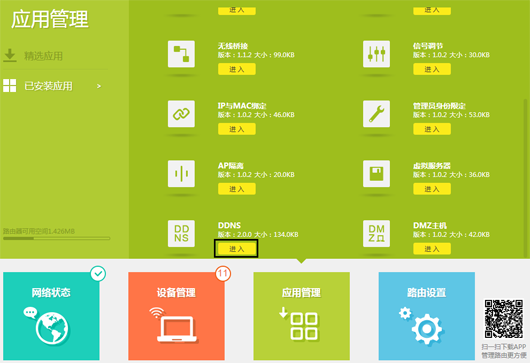 应用管理
进入 进入
精选应用
已安装应用 >
无线桥接
版本：1.1.2 大小：99.0KB
进入
信号调节
版本：1.0.2 大小：30.0KB
进入
IP与MAC绑定
版本：1.0.2 大小：46.0KB
进入
管理员身份限定
版本：1.0.2 大小：53.0KB
进入
AP隔离
版本：1.0.2 大小：20.0KB
进入
虚拟服务器
版本：1.0.2 大小：36.0KB
进入
DD
NS
DDNS
版本：2.0.0 大小：134.0KB
进入
DM
Z
DMZ主机
版本：1.0.2 大小：42.0KB
进入
路由器可用空间1.426MB
网络状态
设备管理
11
应用管理
路由设置
扫一扫下载APP
管理路由更方便